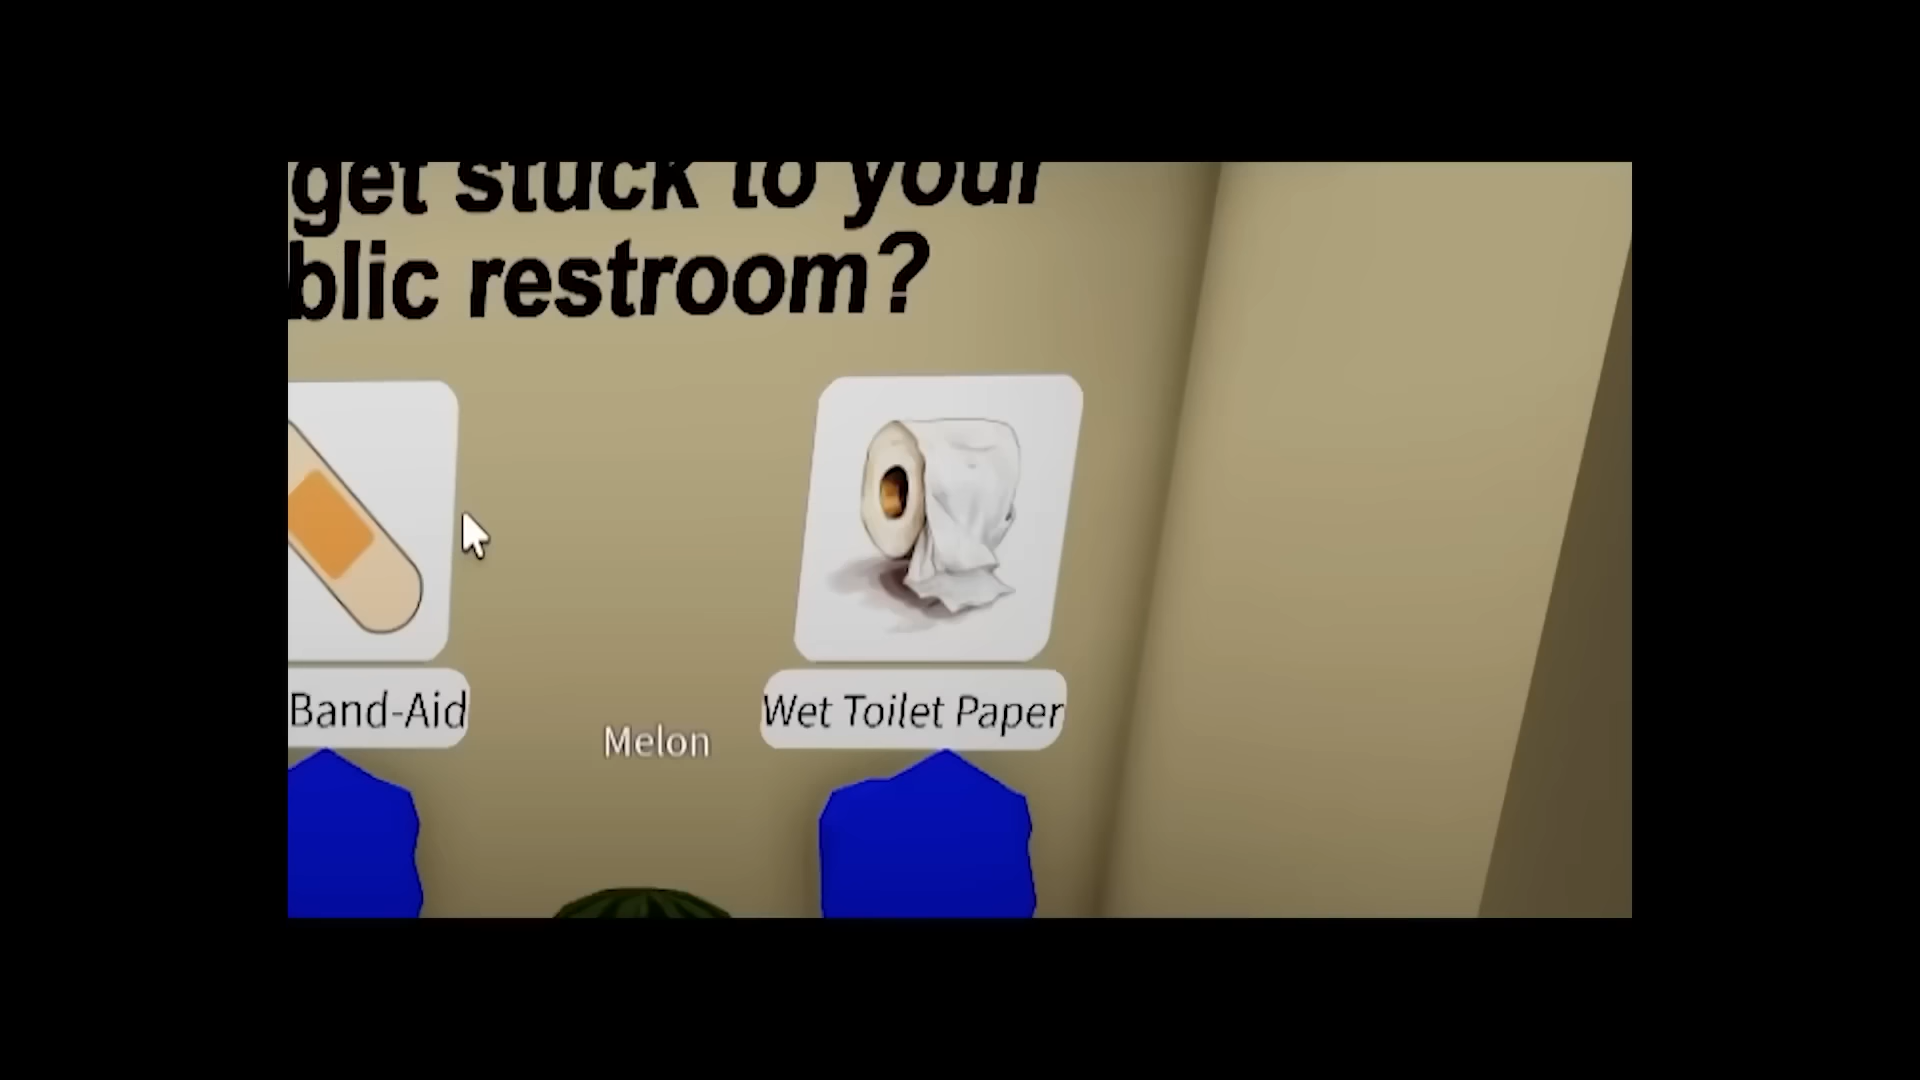 get stuck to your
blic restroom?
Band-Aid
Wet Toilet Paper
Melon